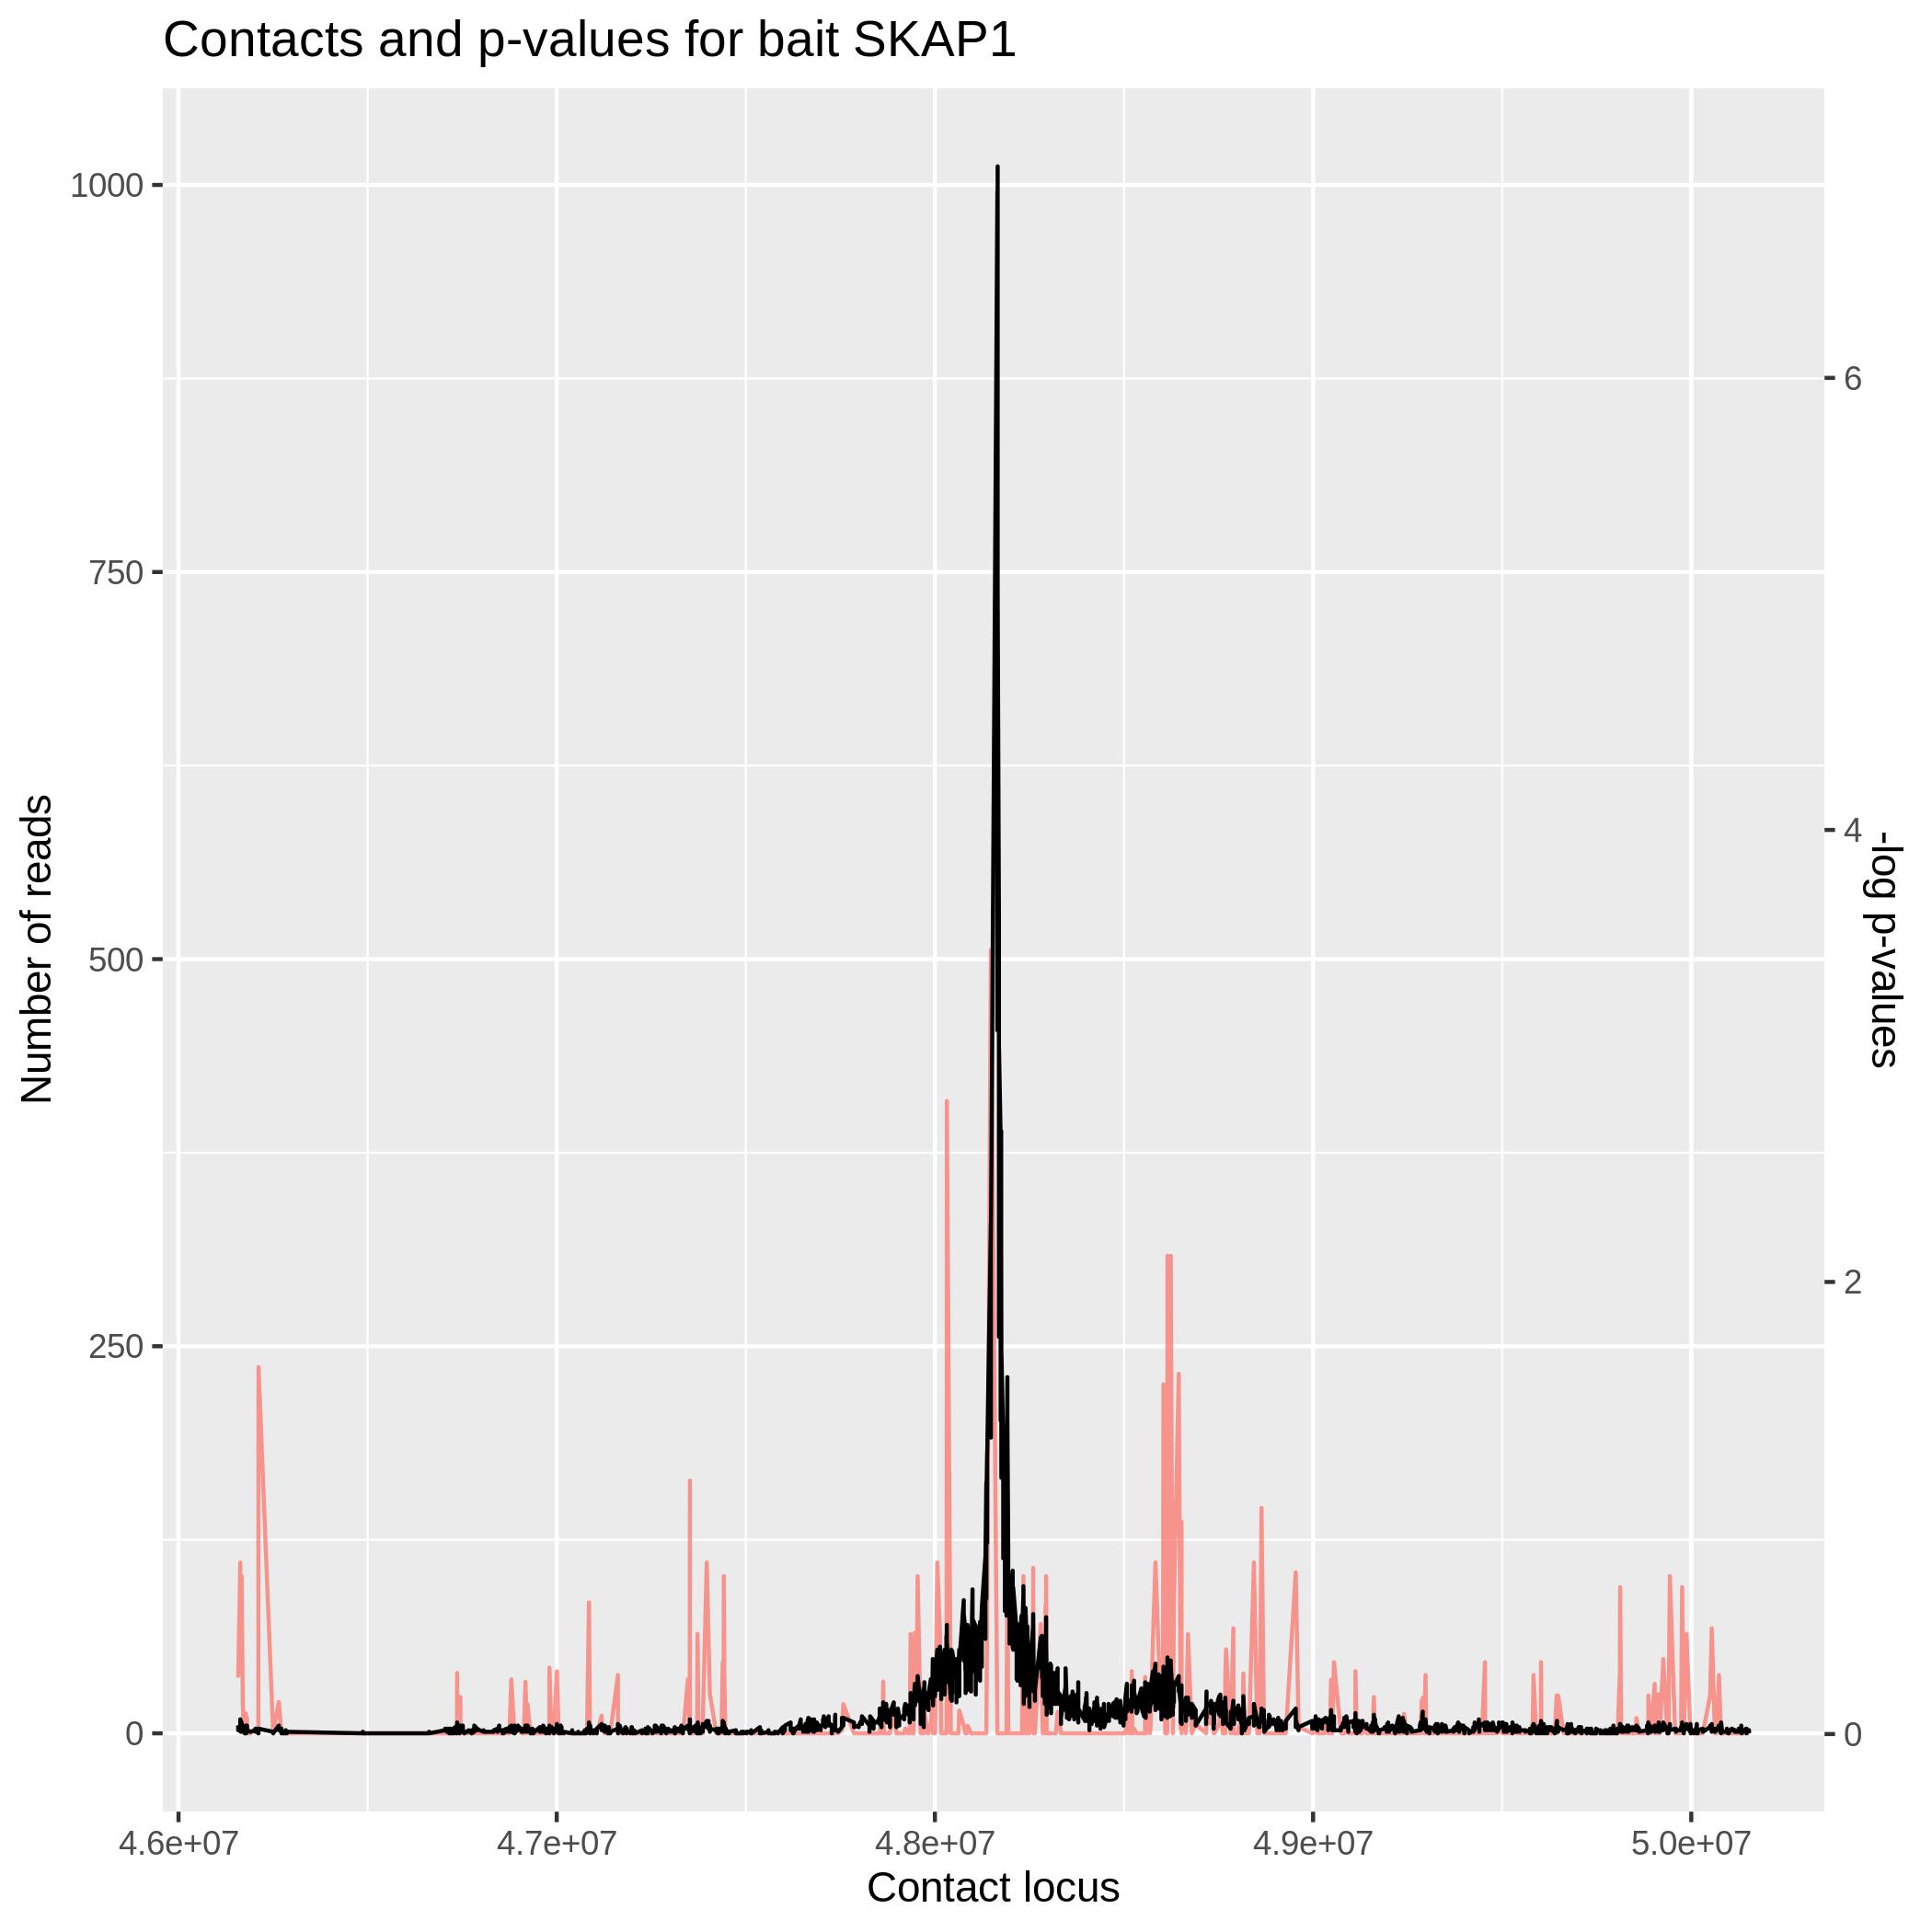 Contacts and p-values for bait SKAP1
Number of reads
1000
750
500
250
0
6
4
2
0
-log p-values
4.6e+07 4.7e+07 4.8e+07 4.9e+07 5.0e+07
Contact locus